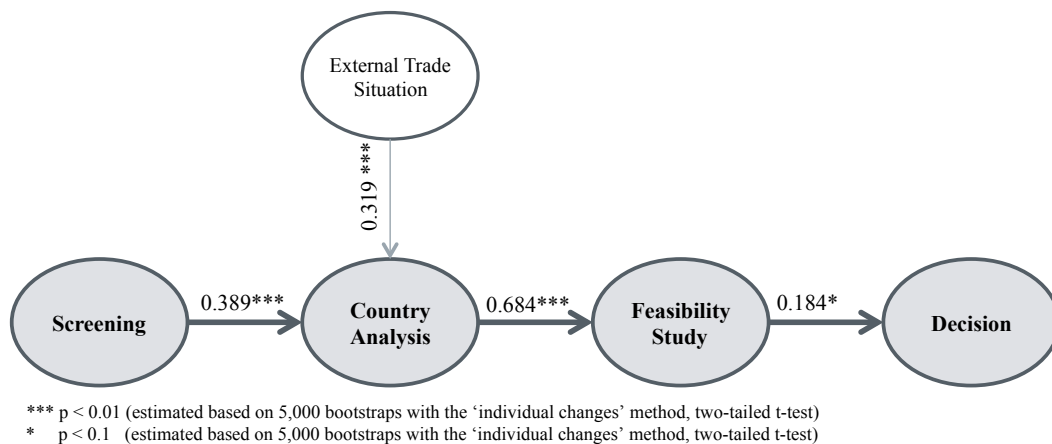 External Trade
Situation
0.319 ***
0.389***
0.684***
0.184*
Screening
Country
Analysis
Feasibility
Study
Decision
*** p < 0.01 (estimated based on 5,000 bootstraps with the ‘individual changes’ method, two-tailed t-test)
* p < 0.1 (estimated based on 5,000 bootstraps with the ‘individual changes’ method, two-tailed t-test)